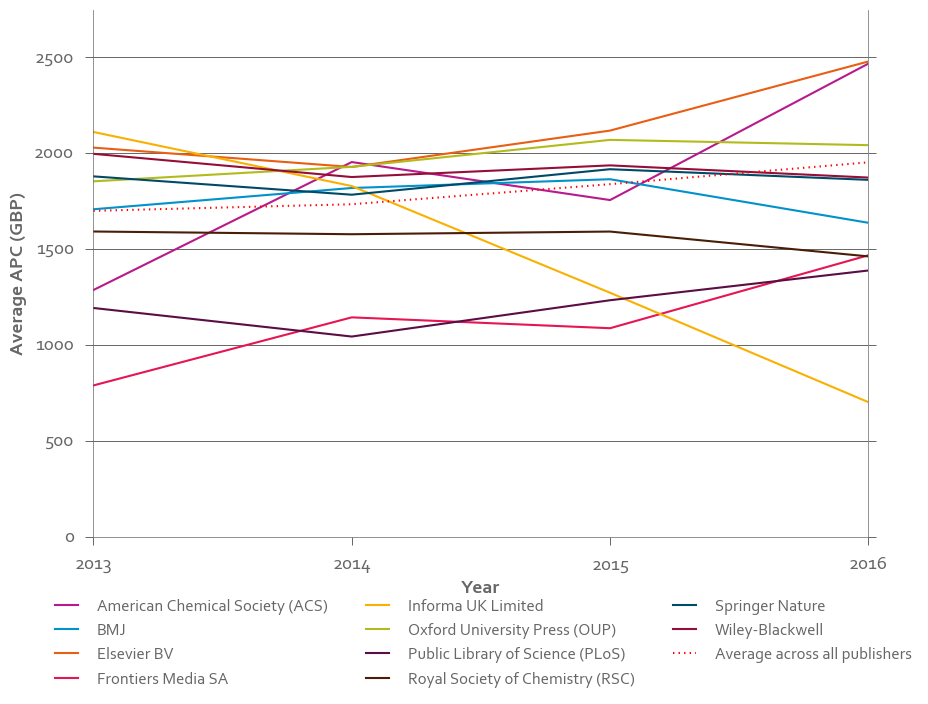 2500
2000
1500
1000
500
0
Average APC (GBP)
2013 2014 2015 2016
Year
American Chemical Society (ACS) Informa UK Limited Springer Nature
BMJ Oxford University Press (OUP) Wiley-Blackwell
Elsevier BV Public Library of Science (PLoS) Average across all publishers
Frontiers Media SA Royal Society of Chemistry (RSC)